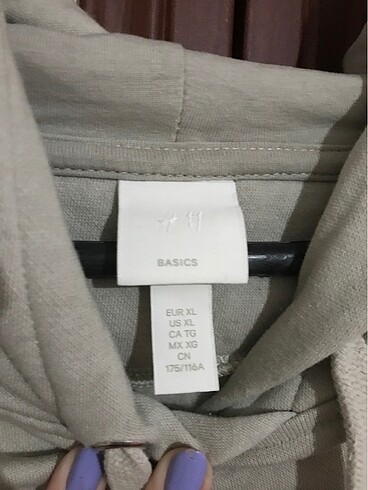 H&M
BASICS
EUR XL
US XL
CA TG
MX XG
CN
175/116A